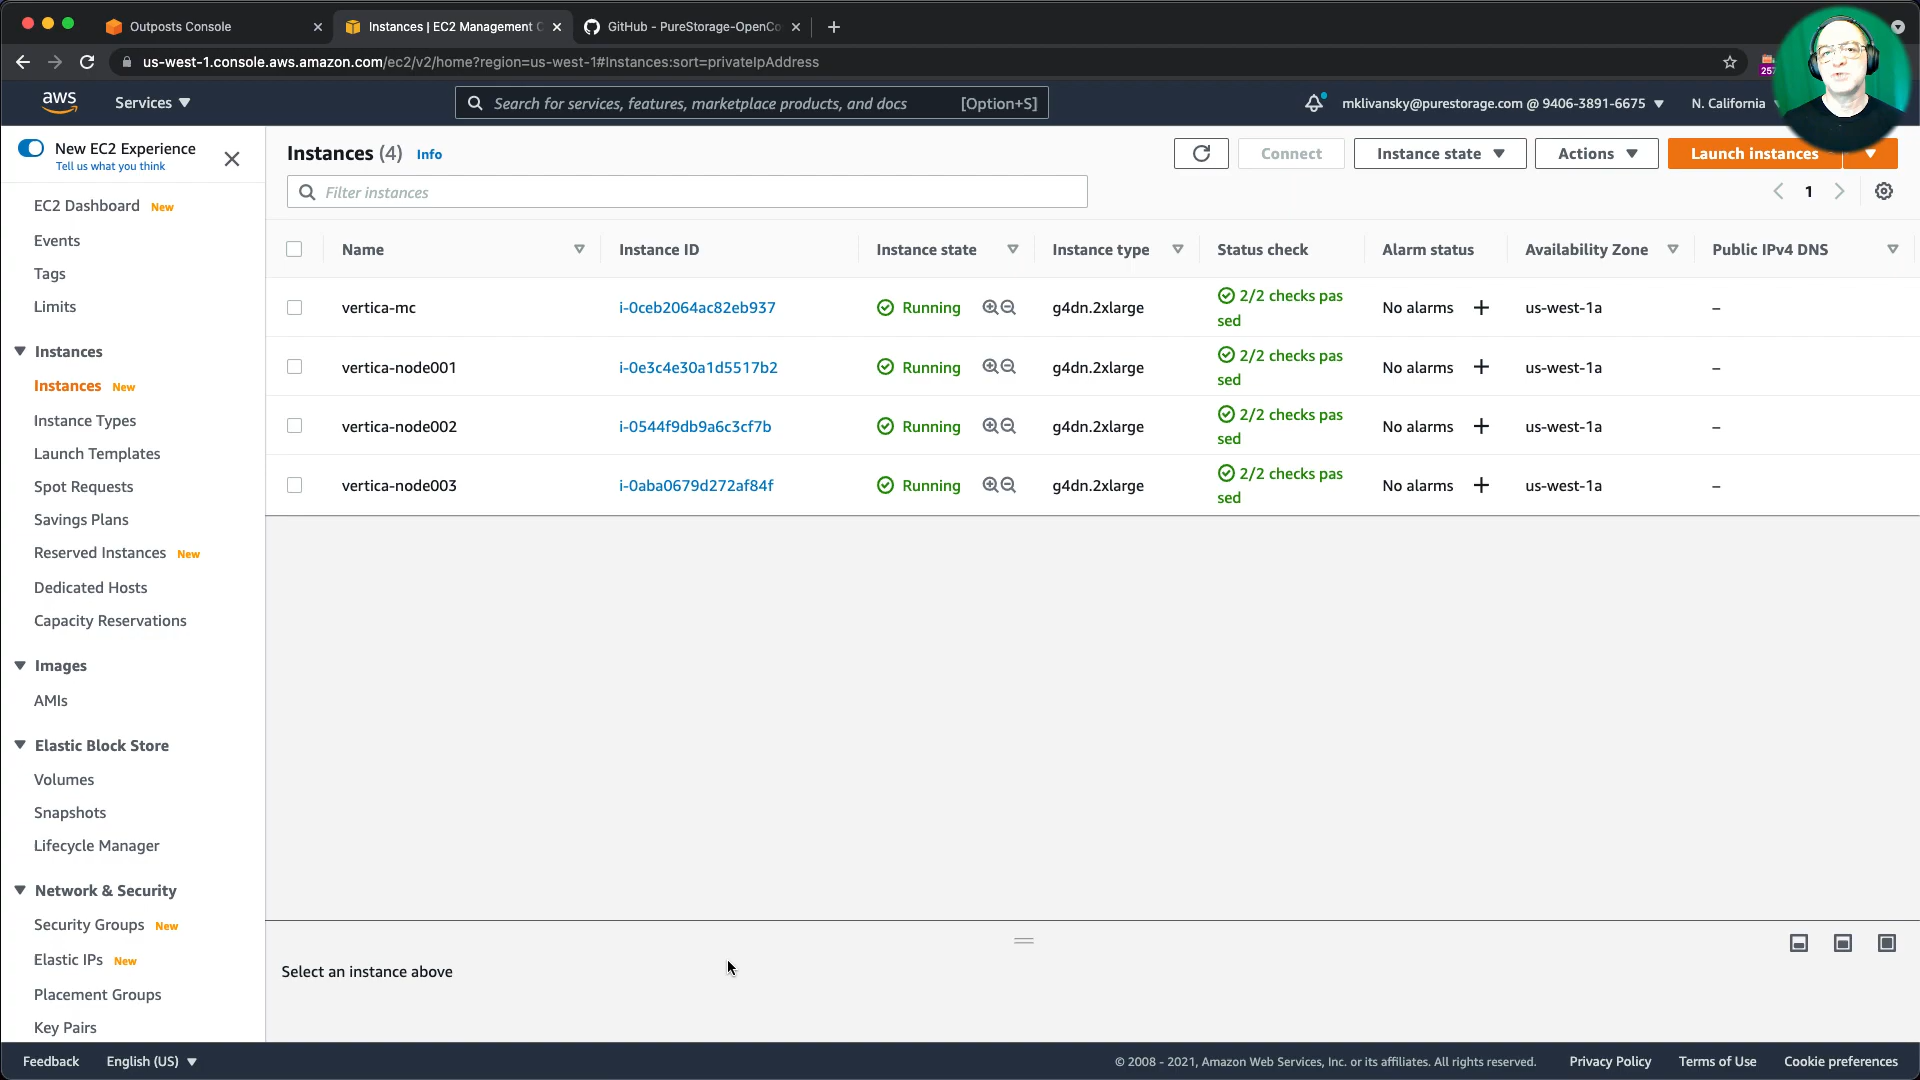 Outposts Console
Instances | EC2 Management C
GitHub - PureStorage-OpenCo
us-west-1.console.aws.amazon.com/ec2/v2/home?region=us-west-1#Instances:sort=privateIpAddress
257
aws
Services
Search for services, features, marketplace products, and docs
[Option+S]
mklivansky@purestorage.com @ 9406-3891-6675
N. California
New EC2 Experience
Tell us what you think
EC2 Dashboard New
Events
Tags
Limits
Instances
Instances New
Instance Types
Launch Templates
Spot Requests
Savings Plans
Reserved Instances New
Dedicated Hosts
Capacity Reservations
Images
AMIs
Elastic Block Store
Volumes
Snapshots
Lifecycle Manager
Network & Security
Security Groups New
Elastic IPs New
Placement Groups
Key Pairs
Instances (4) Info
Connect
Instance state
Actions
Launch instances
Filter instances
1
Name Instance ID Instance state Instance type Status check Alarm status Availability Zone Public IPv4 DNS
vertica-mc i-0ceb2064ac82eb937 Running g4dn.2xlarge 2/2 checks pas
sed No alarms + us-west-1a –
vertica-node001 i-0e3c4e30a1d5517b2 Running g4dn.2xlarge 2/2 checks pas
sed No alarms + us-west-1a –
vertica-node002 i-0544f9db9a6c3cf7b Running g4dn.2xlarge 2/2 checks pas
sed No alarms + us-west-1a –
vertica-node003 i-0aba0679d272af84f Running g4dn.2xlarge 2/2 checks pas
sed No alarms + us-west-1a –
Select an instance above
Feedback
English (US)
© 2008 - 2021, Amazon Web Services, Inc. or its affiliates. All rights reserved.
Privacy Policy
Terms of Use
Cookie preferences